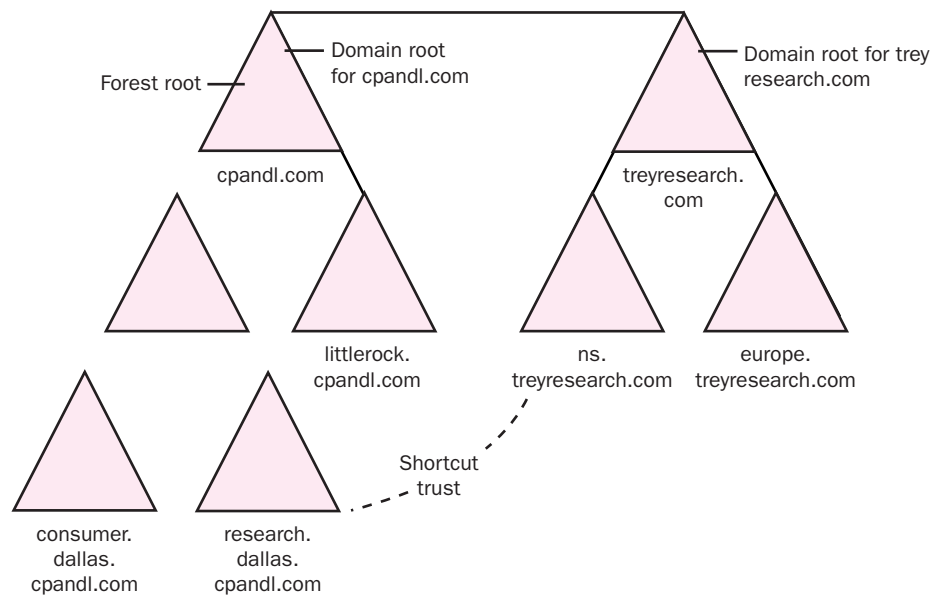 Domain root
for cpandl.com
Forest root
Domain root for trey
research.com
cpandl.com
treyresearch.
com
littlerock.
cpandl.com
ns.
treyresearch.com
europe.
treyresearch.com
Shortcut
trust
consumer.
dallas.
cpandl.com
research.
dallas.
cpandl.com